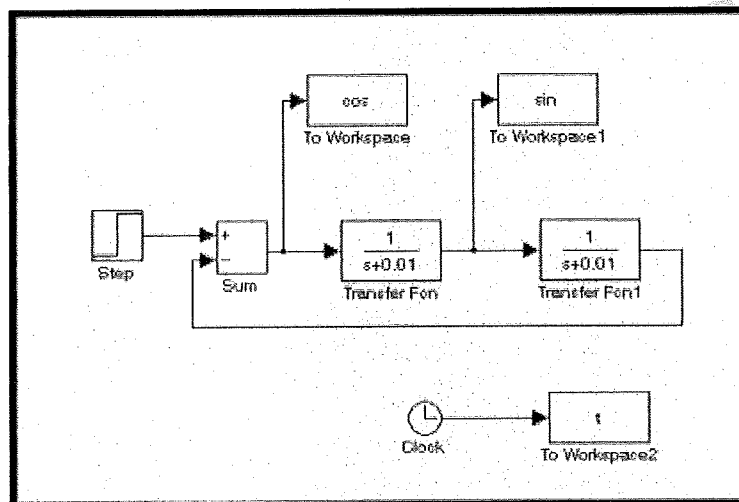 cos
sin
To Workspace
To Workspace1
Step
+
−
Sum
1
s+0.01
Transfer Fcn
1
s+0.01
Transfer Fcn1
Clock
t
To Workspace2